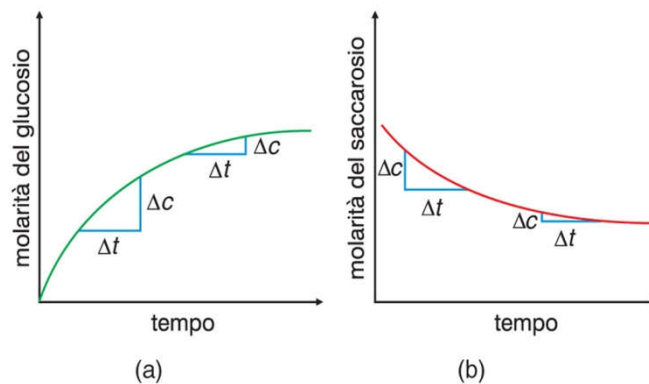 molarità del glucosio
Δc
Δt
Δc
Δt
tempo
(a)
molarità del saccarosio
Δc
Δt
Δc
Δt
tempo
(b)